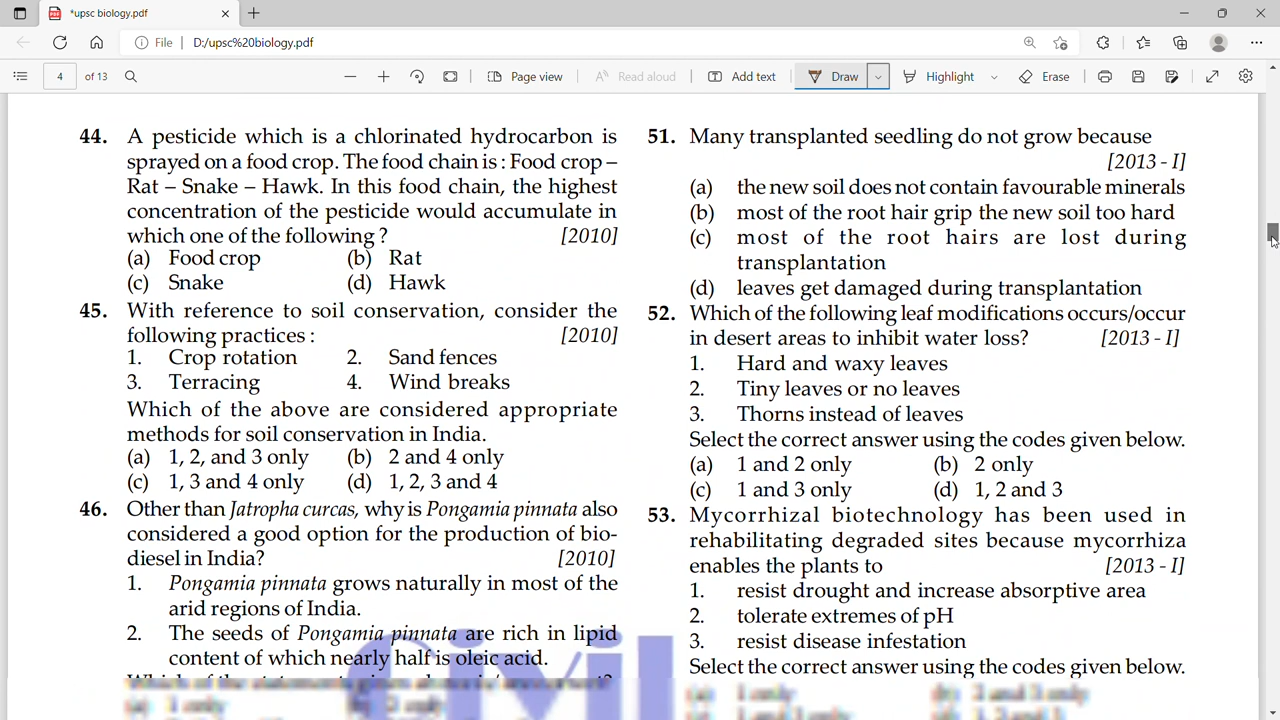 *upsc biology.pdf
File
D:/upsc%20biology.pdf
4 of 13
Page view
Read aloud
Add text
Draw
Highlight
Erase
44. A pesticide which is a chlorinated hydrocarbon is
sprayed on a food crop. The food chain is : Food crop –
Rat – Snake – Hawk. In this food chain, the highest
concentration of the pesticide would accumulate in
which one of the following ? [2010]
(a) Food crop (b) Rat
(c) Snake (d) Hawk
45. With reference to soil conservation, consider the
following practices : [2010]
1. Crop rotation 2. Sand fences
3. Terracing 4. Wind breaks
Which of the above are considered appropriate
methods for soil conservation in India.
(a) 1, 2, and 3 only (b) 2 and 4 only
(c) 1, 3 and 4 only (d) 1, 2, 3 and 4
46. Other than Jatropha curcas, why is Pongamia pinnata also
considered a good option for the production of bio-
diesel in India? [2010]
1. Pongamia pinnata grows naturally in most of the
arid regions of India.
2. The seeds of Pongamia pinnata are rich in lipid
content of which nearly half is oleic acid.
Which of the statements given above is/are correct?
(a) 1 only (b) 2 only
51. Many transplanted seedling do not grow because
[2013 - I]
(a) the new soil does not contain favourable minerals
(b) most of the root hair grip the new soil too hard
(c) most of the root hairs are lost during
transplantation
(d) leaves get damaged during transplantation
52. Which of the following leaf modifications occurs/occur
in desert areas to inhibit water loss? [2013 - I]
1. Hard and waxy leaves
2. Tiny leaves or no leaves
3. Thorns instead of leaves
Select the correct answer using the codes given below.
(a) 1 and 2 only (b) 2 only
(c) 1 and 3 only (d) 1, 2 and 3
53. Mycorrhizal biotechnology has been used in
rehabilitating degraded sites because mycorrhiza
enables the plants to [2013 - I]
1. resist drought and increase absorptive area
2. tolerate extremes of pH
3. resist disease infestation
Select the correct answer using the codes given below.
(a) 1 only
Civil